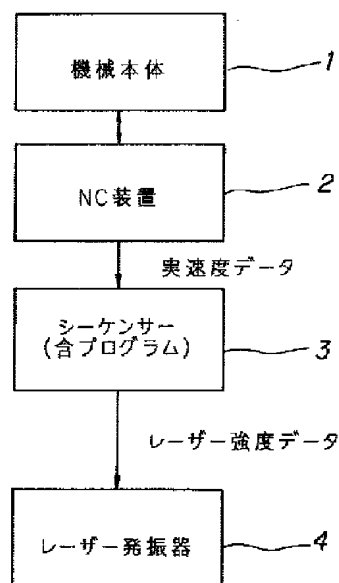 機械本体
1
NC装置
2
実速度データ
シーケンサー
(含プログラム)
3
レーザー強度データ
レーザー発振器
4